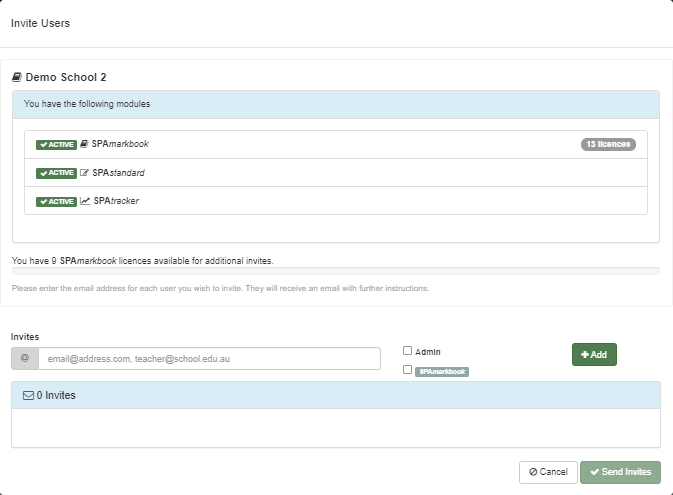 Invite Users
Demo School 2
You have the following modules
ACTIVE SPAmarkbook 13 licences
ACTIVE SPAstandard
ACTIVE SPAtracker
You have 9 SPAmarkbook licences available for additional invites.
Please enter the email address for each user you wish to invite. They will receive an email with further instructions.
Invites
@ email@address.com, teacher@school.edu.au
Admin
SPAmarkbook
Add
0 Invites
Cancel Send Invites